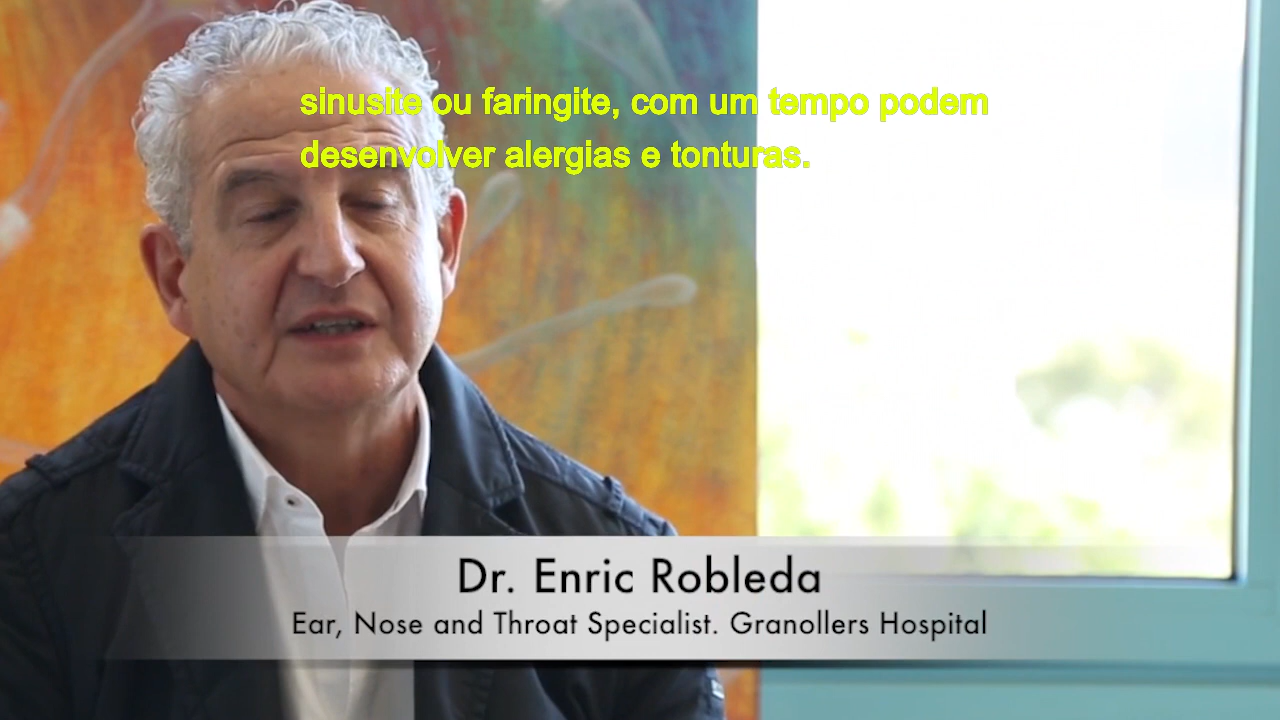 sinusite ou faringite, com um tempo podem
desenvolver alergias e tonturas.
Dr. Enric Robleda
Ear, Nose and Throat Specialist. Granollers Hospital